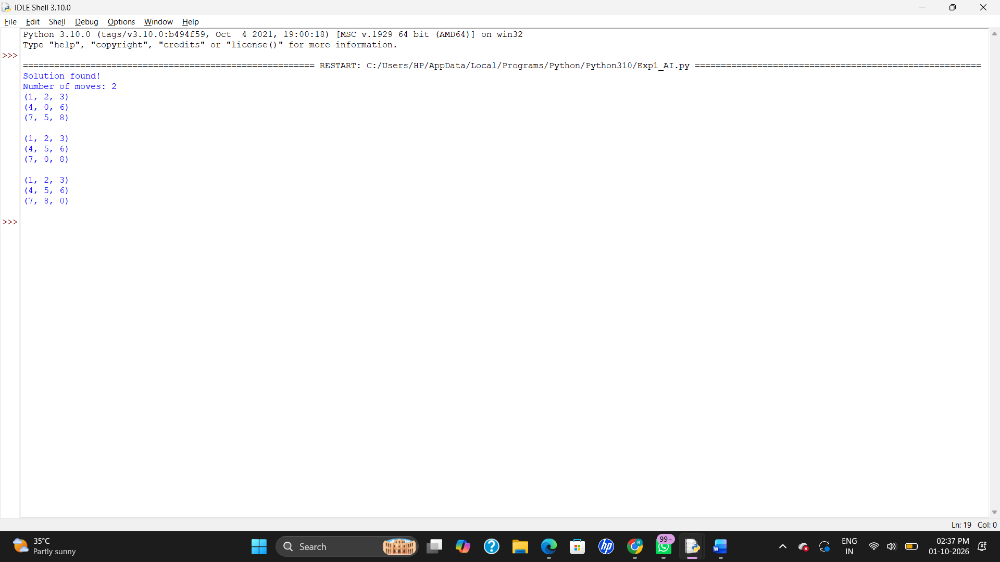 IDLE Shell 3.10.0
File Edit Shell Debug Options Window Help
Python 3.10.0 (tags/v3.10.0:b494f59, Oct  4 2021, 19:00:18) [MSC v.1929 64 bit (AMD64)] on win32
Type "help", "copyright", "credits" or "license()" for more information.
>>>
======================================================== RESTART: C:/Users/HP/AppData/Local/Programs/Python/Python310/Exp1_AI.py =======================================================
Solution found!
Number of moves: 2
(1, 2, 3)
(4, 0, 6)
(7, 5, 8)

(1, 2, 3)
(4, 5, 6)
(7, 0, 8)

(1, 2, 3)
(4, 5, 6)
(7, 8, 0)

>>>
Ln: 19 Col: 0
35°C
Partly sunny
Search
hp
R
99+
W
ENG
IN
02:37 PM
01-10-2026